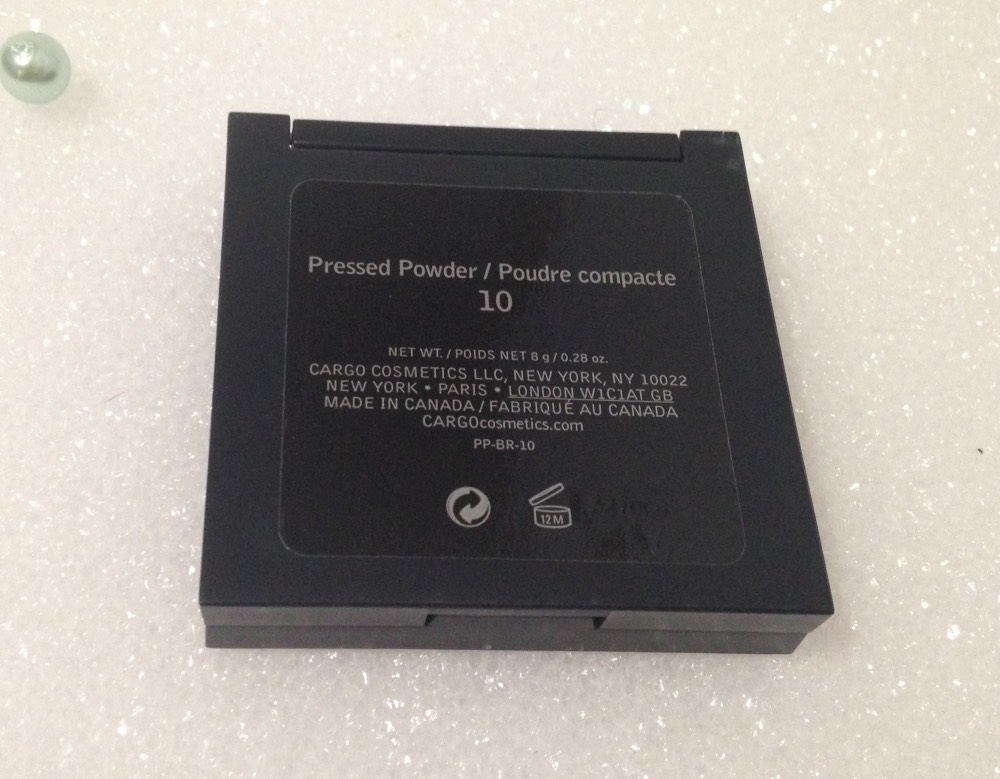 Pressed Powder / Poudre compacte
10
NET WT. / POIDS NET 8 g / 0.28 oz.
CARGO COSMETICS LLC, NEW YORK, NY 10022
NEW YORK • PARIS • LONDON W1C1AT GB
MADE IN CANADA / FABRIQUÉ AU CANADA
CARGOcosmetics.com
PP-BR-10
12 M